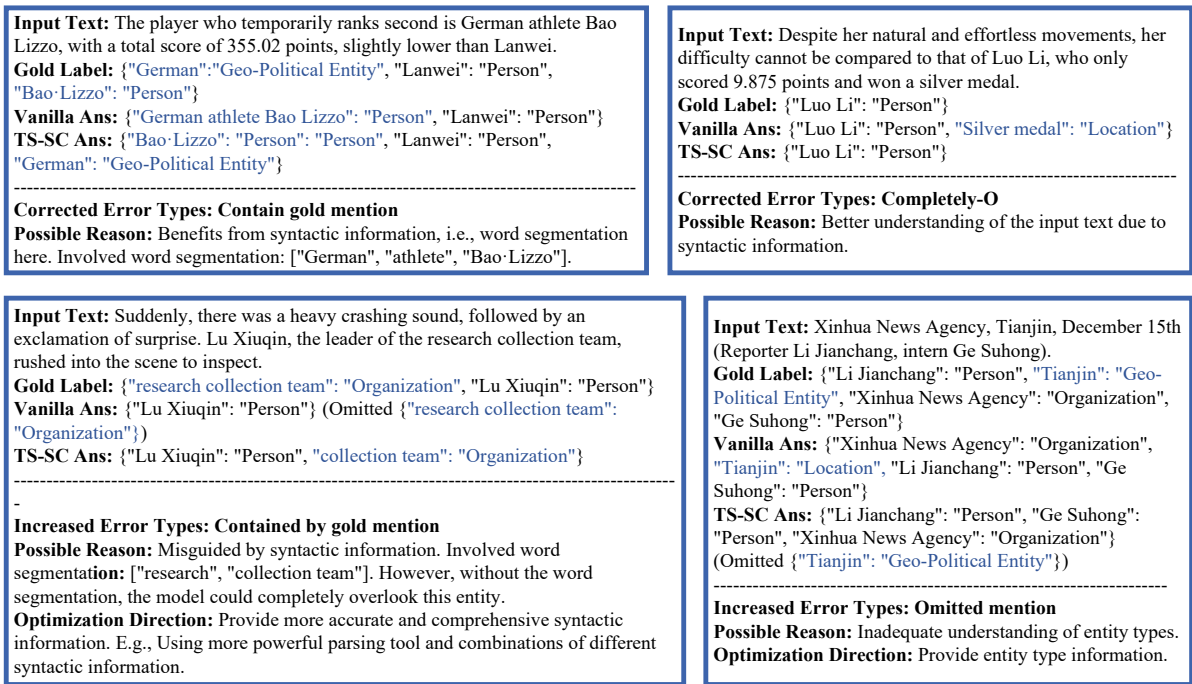 Input Text: The player who temporarily ranks second is German athlete Bao
Lizzo, with a total score of 355.02 points, slightly lower than Lanwei.
Gold Label: {"German":"Geo-Political Entity", "Lanwei": "Person",
"Bao·Lizzo": "Person"}
Vanilla Ans: {"German athlete Bao Lizzo": "Person", "Lanwei": "Person"}
TS-SC Ans: {"Bao·Lizzo": "Person": "Person", "Lanwei": "Person",
"German": "Geo-Political Entity"}
Corrected Error Types: Contain gold mention
Possible Reason: Benefits from syntactic information, i.e., word segmentation
here. Involved word segmentation: ["German", "athlete", "Bao·Lizzo"].
Input Text: Despite her natural and effortless movements, her
difficulty cannot be compared to that of Luo Li, who only
scored 9.875 points and won a silver medal.
Gold Label: {"Luo Li": "Person"}
Vanilla Ans: {"Luo Li": "Person", "Silver medal": "Location"}
TS-SC Ans: {"Luo Li": "Person"}
Corrected Error Types: Completely-O
Possible Reason: Better understanding of the input text due to
syntactic information.
Input Text: Suddenly, there was a heavy crashing sound, followed by an
exclamation of surprise. Lu Xiuqin, the leader of the research collection team,
rushed into the scene to inspect.
Gold Label: {"research collection team": "Organization", "Lu Xiuqin": "Person"}
Vanilla Ans: {"Lu Xiuqin": "Person"} (Omitted {"research collection team":
"Organization"})
TS-SC Ans: {"Lu Xiuqin": "Person", "collection team": "Organization"}
Increased Error Types: Contained by gold mention
Possible Reason: Misguided by syntactic information. Involved word
segmentation: ["research", "collection team"]. However, without the word
segmentation, the model could completely overlook this entity.
Optimization Direction: Provide more accurate and comprehensive syntactic
information. E.g., Using more powerful parsing tool and combinations of different
syntactic information.
Input Text: Xinhua News Agency, Tianjin, December 15th
(Reporter Li Jianchang, intern Ge Suhong).
Gold Label: {"Li Jianchang": "Person", "Tianjin": "Geo-
Political Entity", "Xinhua News Agency": "Organization",
"Ge Suhong": "Person"}
Vanilla Ans: {"Xinhua News Agency": "Organization",
"Tianjin": "Location", "Li Jianchang": "Person", "Ge
Suhong": "Person"}
TS-SC Ans: {"Li Jianchang": "Person", "Ge Suhong":
"Person", "Xinhua News Agency": "Organization"}
(Omitted {"Tianjin": "Geo-Political Entity"})
Increased Error Types: Omitted mention
Possible Reason: Inadequate understanding of entity types.
Optimization Direction: Provide entity type information.